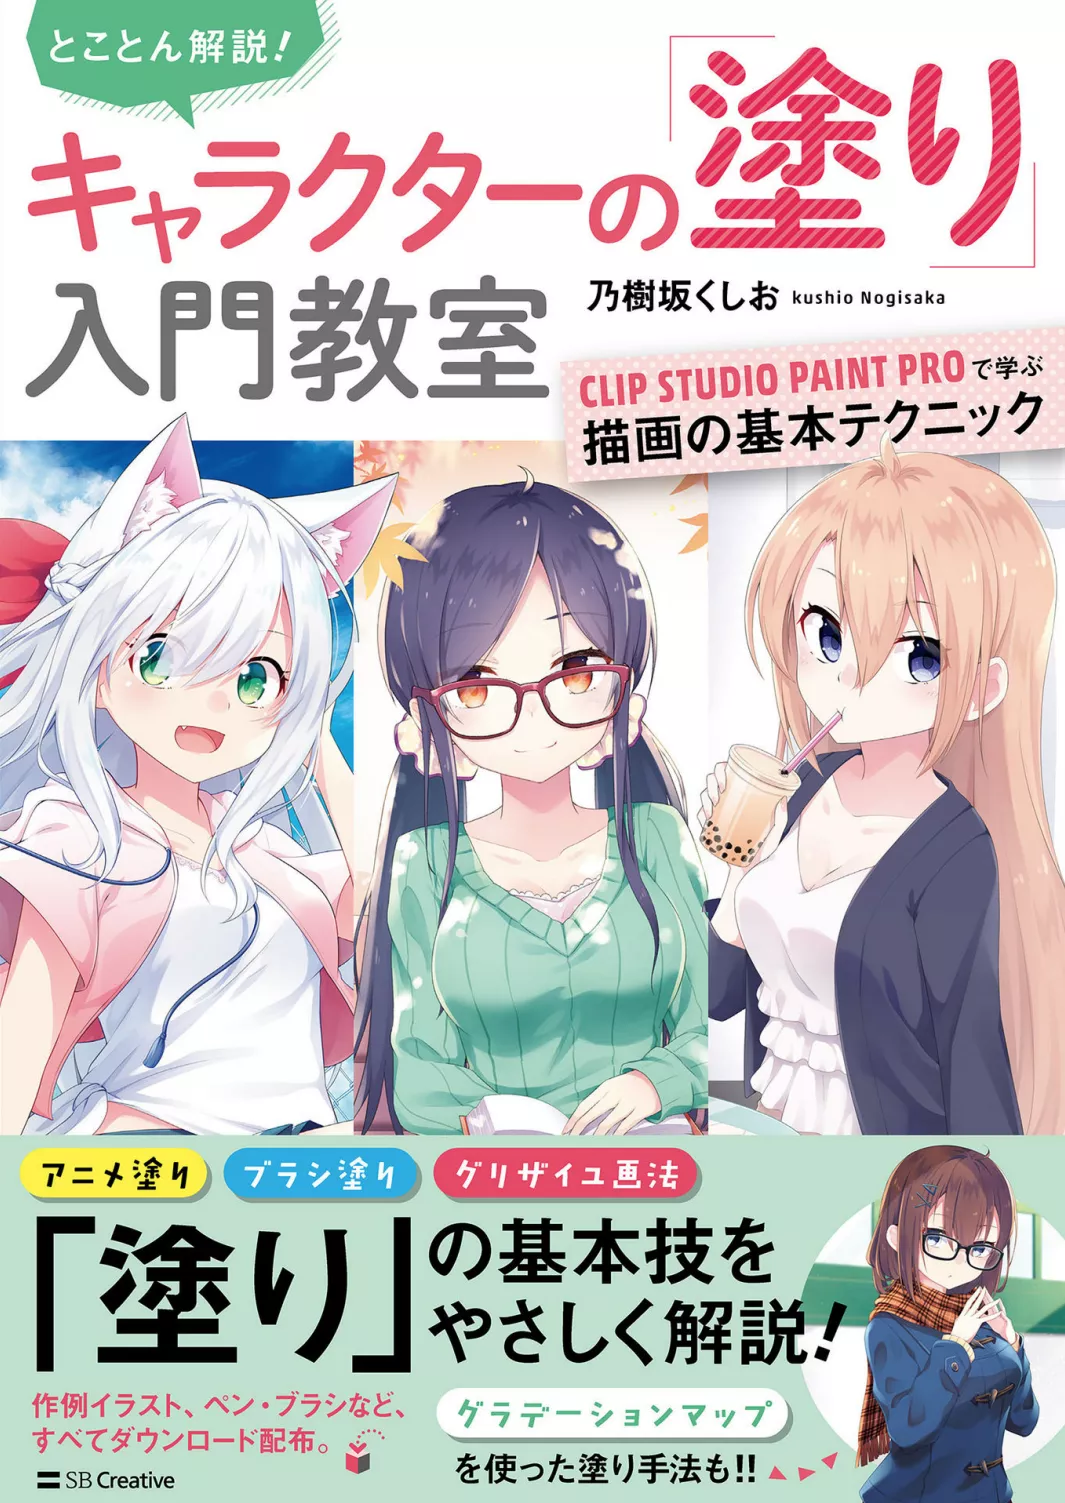 とことん解説!
キャラクターの「塗り」
入門教室
乃樹坂くしお kushio Nogisaka
CLIP STUDIO PAINT PROで学ぶ
描画の基本テクニック
アニメ塗り ブラシ塗り グリザイユ画法
「塗り」の基本技を
やさしく解説!
作例イラスト、ペン・ブラシなど、
すべてダウンロード配布。
グラデーションマップ
を使った塗り手法も!!
SB Creative